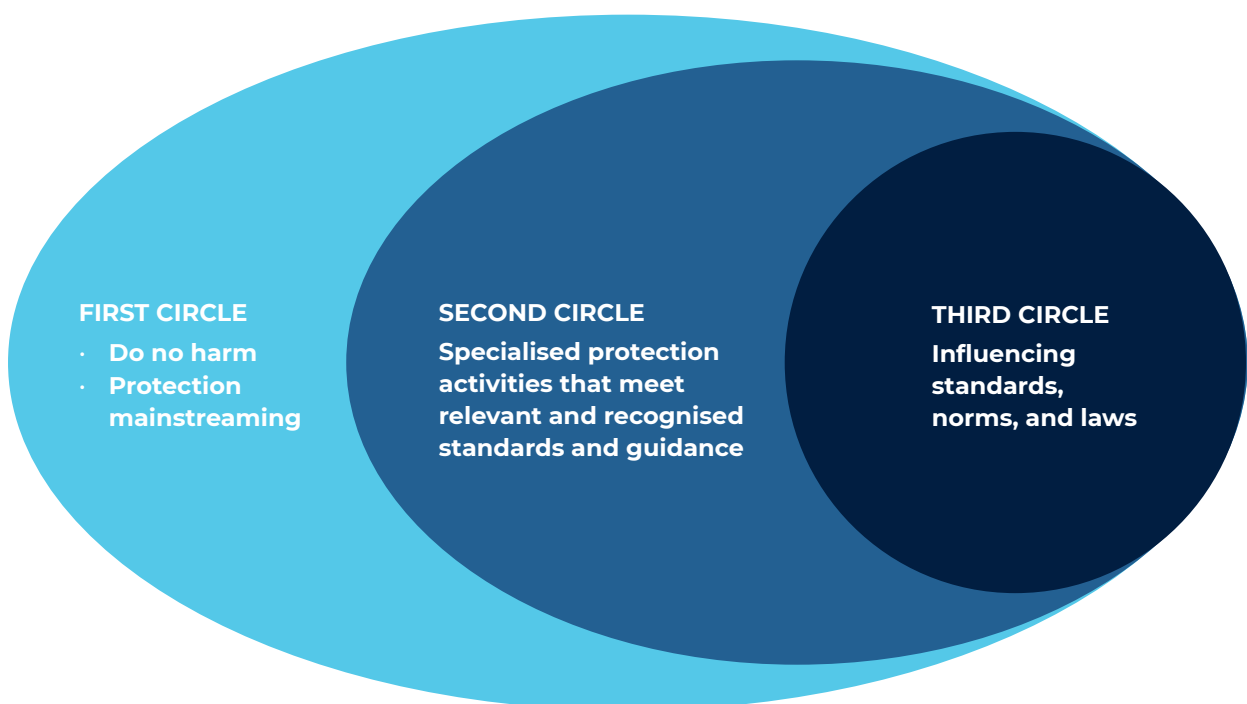 FIRST CIRCLE
· Do no harm
· Protection
mainstreaming
SECOND CIRCLE
Specialised protection
activities that meet
relevant and recognised
standards and guidance
THIRD CIRCLE
Influencing
standards,
norms, and laws